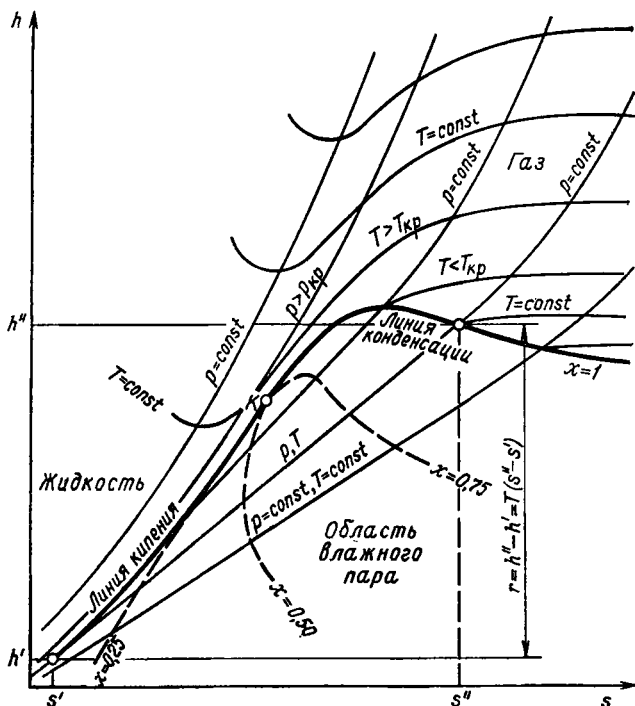 h
T=const
Газ
p=const
p=const
T>Tкр
p>pкр
T<Tкр
h″
Линия
конденсации
T=const
p=const
x=1
T=const
K
p,T
x=0,75
Жидкость
p=const, T=const
r=h″-h′=T(s″-s′)
Линия кипения
Область
влажного
пара
x=0,50
x=0,25
h′
s′
s″
s